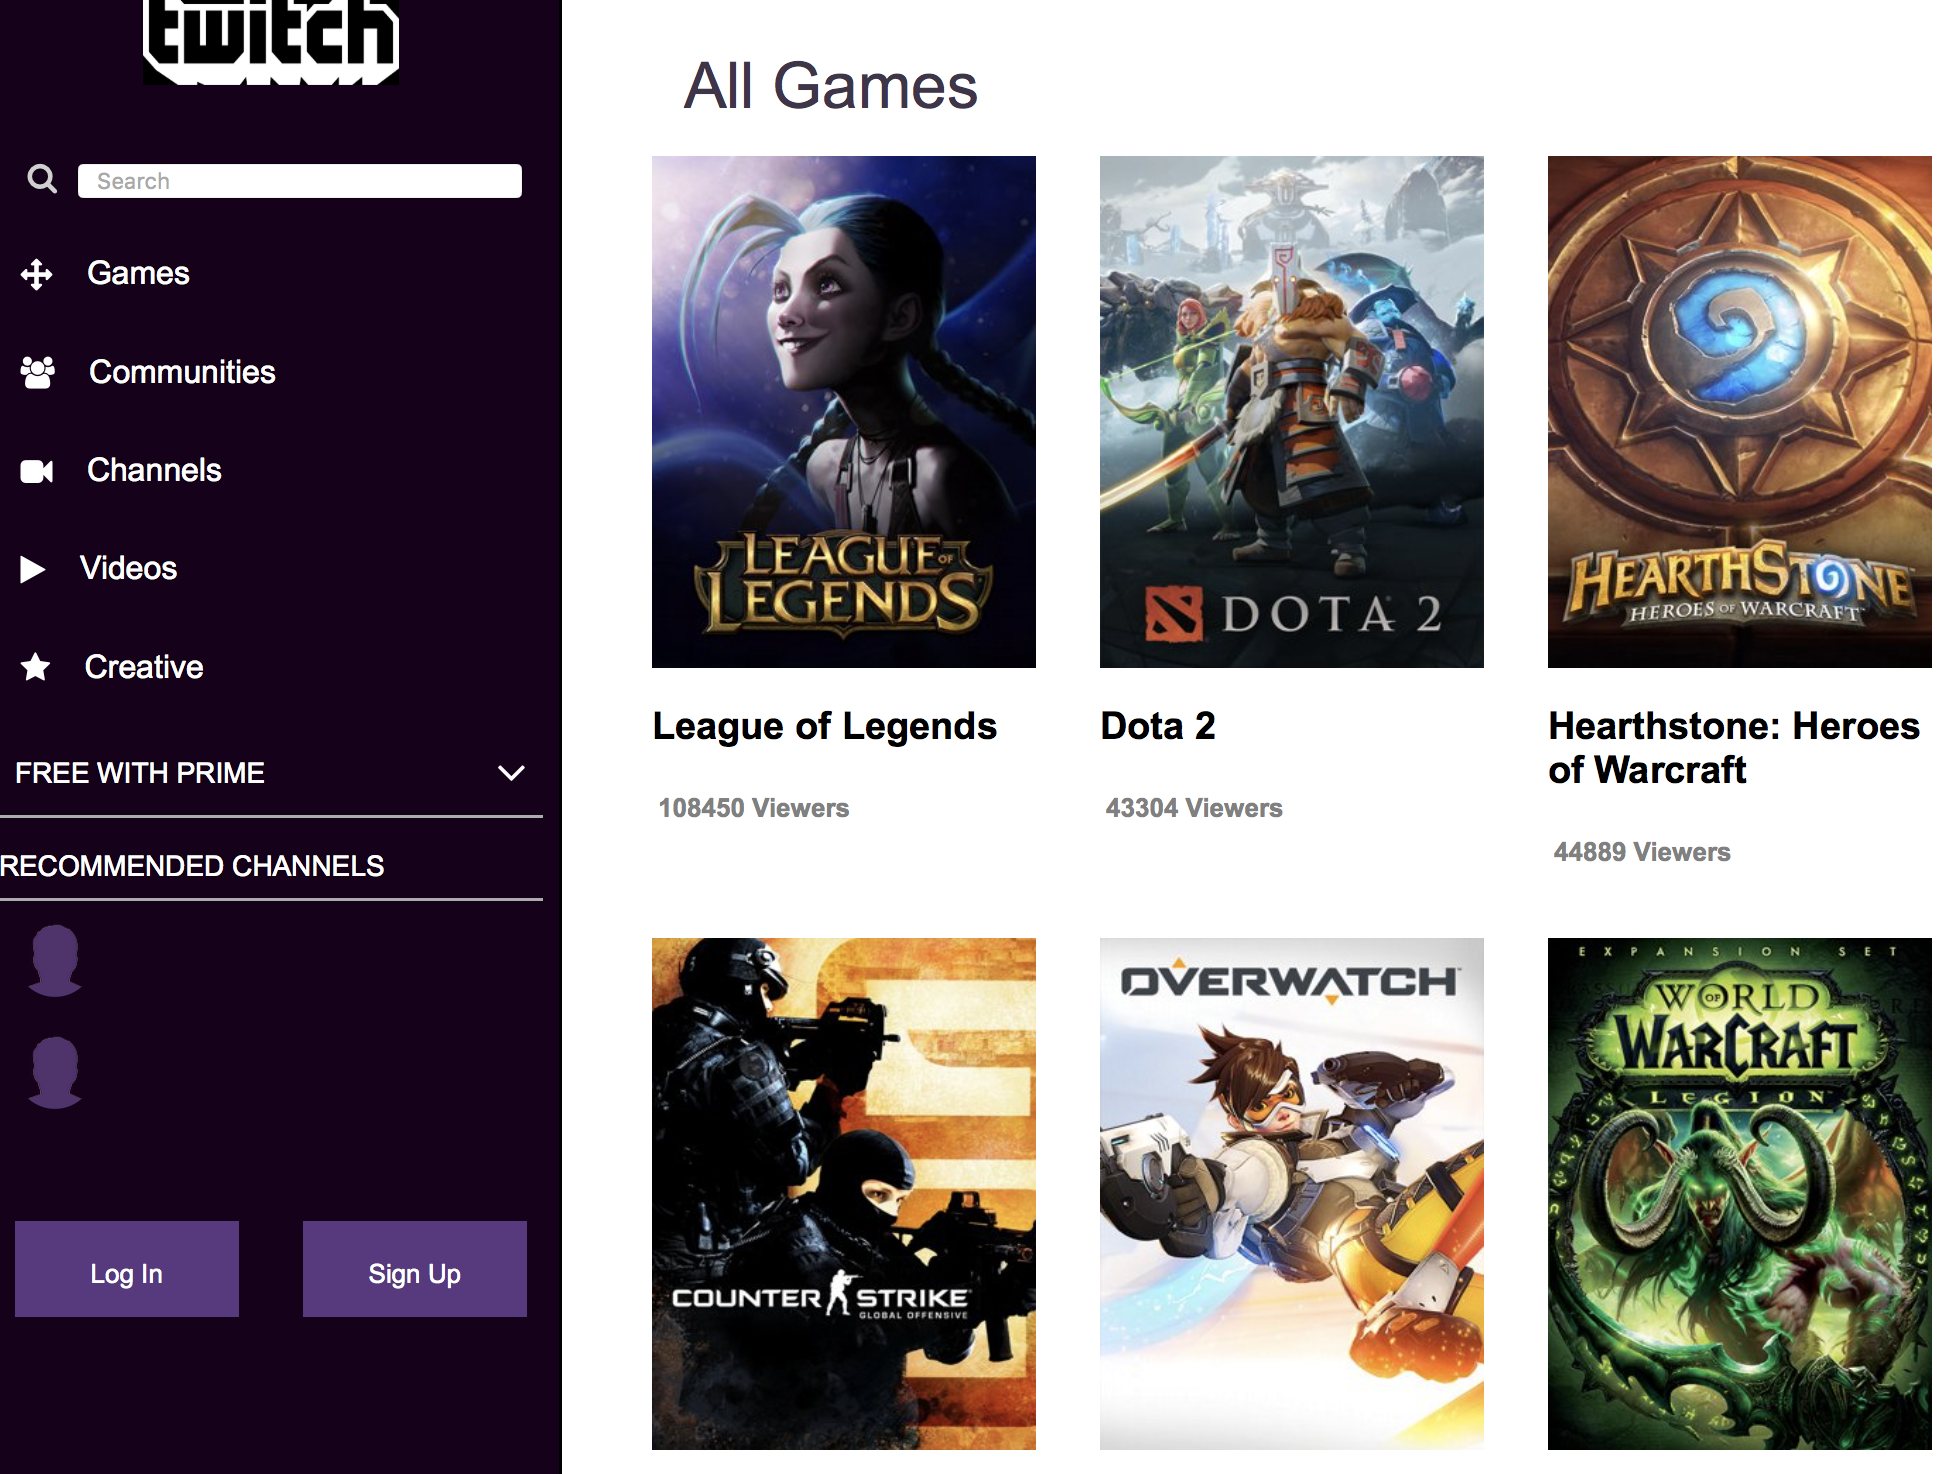 twitch
Search
Games
Communities
Channels
Videos
Creative
FREE WITH PRIME
RECOMMENDED CHANNELS
Log In
Sign Up
All Games
LEAGUE OF
LEGENDS
DOTA 2
HEARTHSTONE
HEROES OF WARCRAFT
League of Legends
Dota 2
Hearthstone: Heroes
of Warcraft
108450 Viewers
43304 Viewers
44889 Viewers
COUNTER STRIKE
GLOBAL OFFENSIVE
OVERWATCH
EXPANSION SET
WORLD
OF
WARCRAFT
LEGION